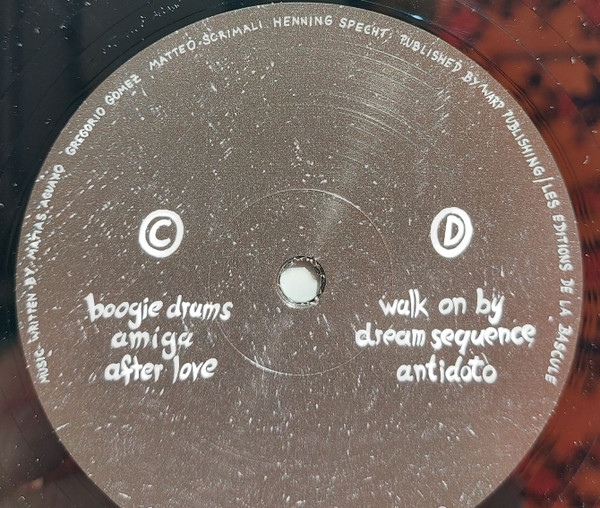 MUSIC WRITTEN BY MATIAS AGUAYO GREGORIO GOMEZ MATTEO SCRIMALI HENNING SPECHT, PUBLISHED BY WARP PUBLISHING/LES EDITIONS DE LA BASCULE
C
boogie drums
amiga
after love
D
walk on by
dream sequence
antidoto